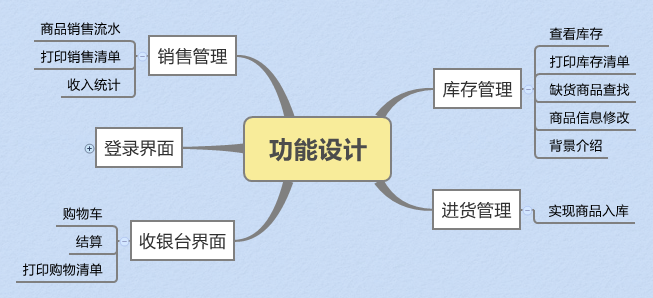 功能设计
销售管理
商品销售流水
打印销售清单
收入统计
登录界面
收银台界面
购物车
结算
打印购物清单
库存管理
查看库存
打印库存清单
缺货商品查找
商品信息修改
背景介绍
进货管理
实现商品入库